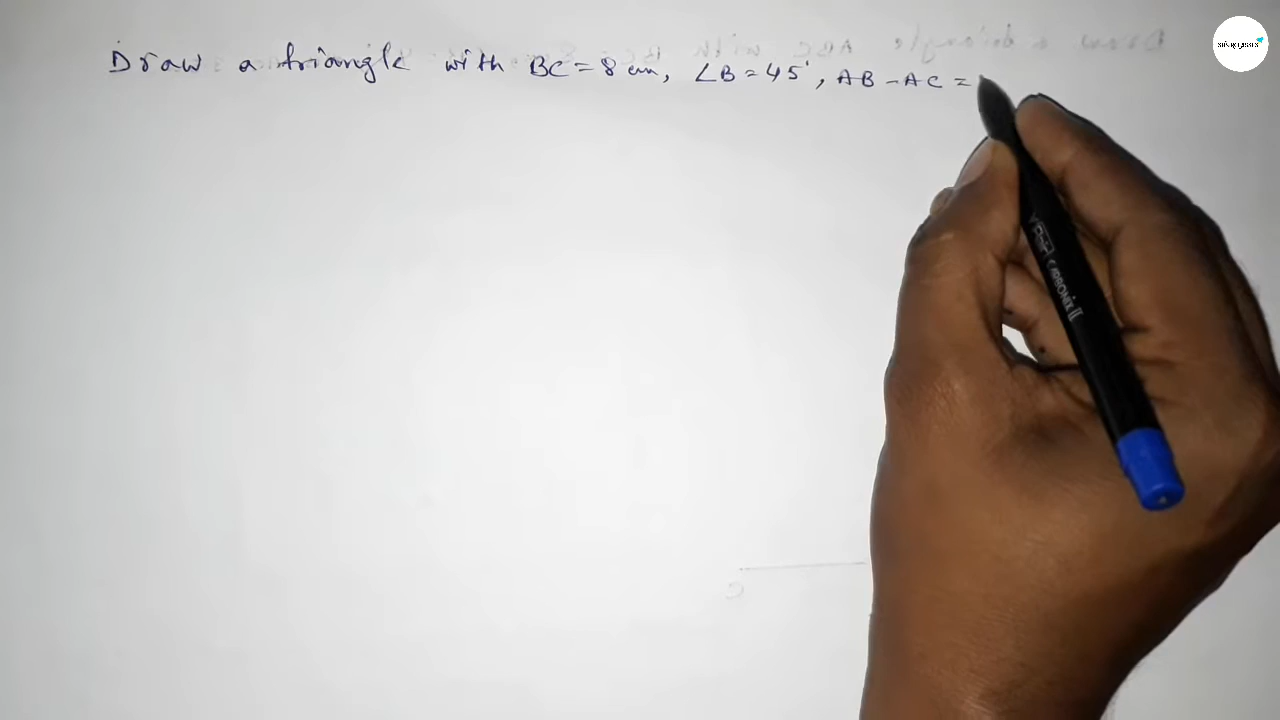 Draw a triangle with BC = 8 cm, ∠B = 45°, AB - AC =